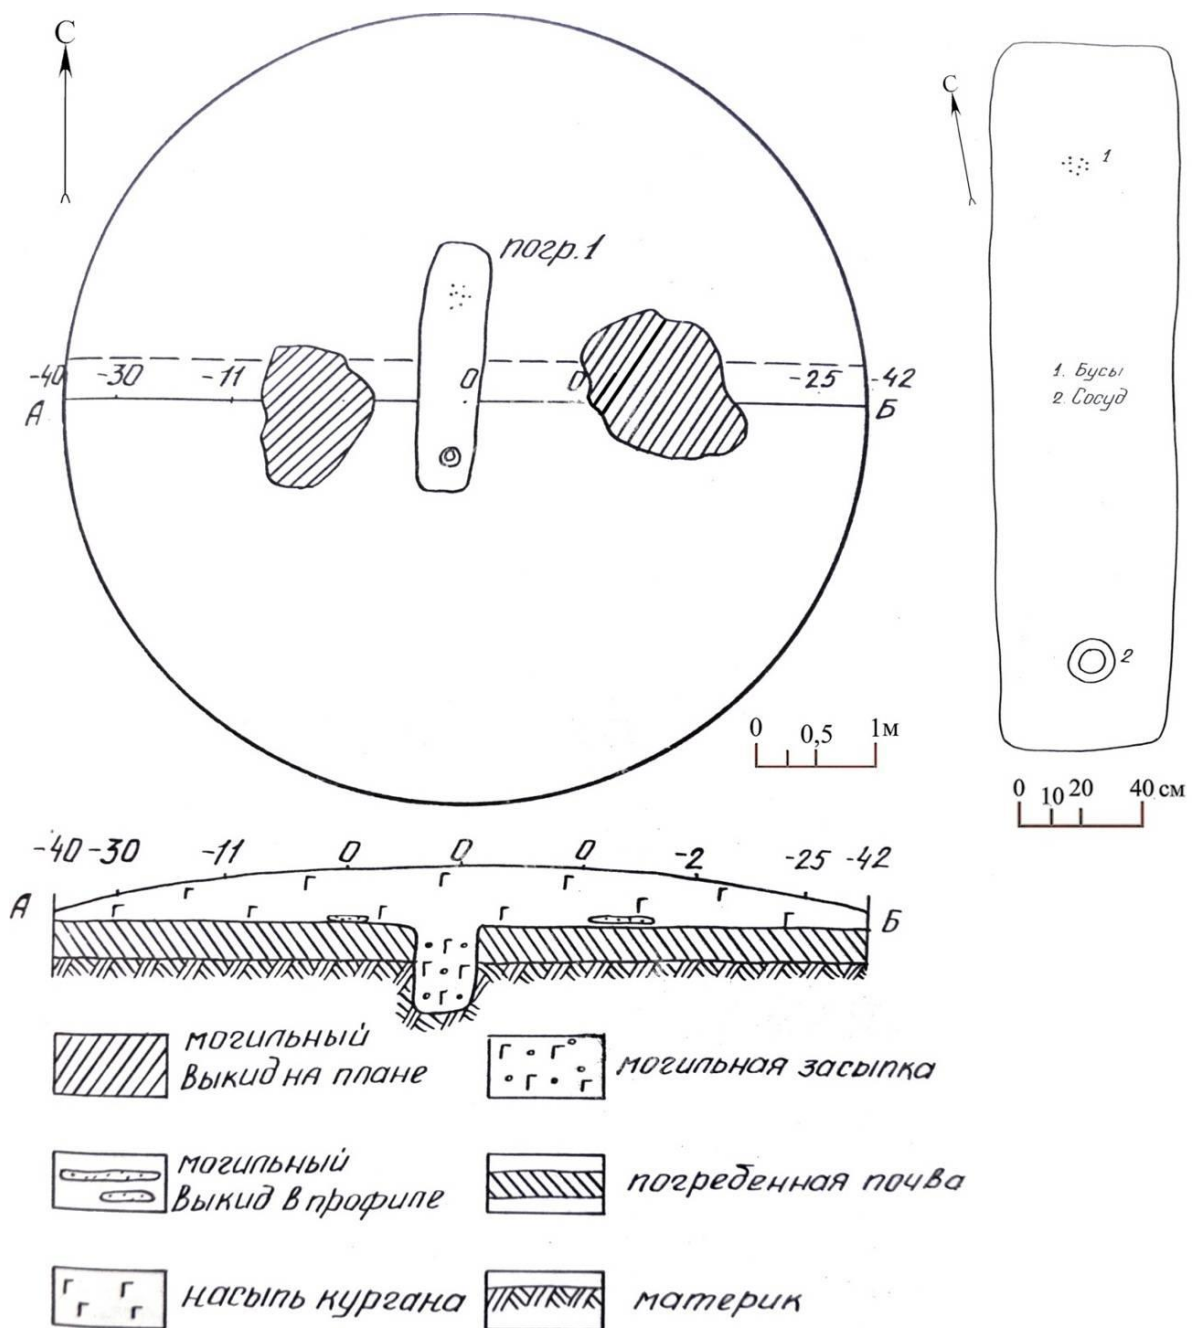 С
С
погр. 1
1
-40 -30 -11 0 0 -25 -42
А Б
1. Бусы
2. Сосуд
2
0 0,5 1м
0 10 20 40 см
-40 -30 -11 0 0 0 -2 -25 -42
А Б
г г г г г
г г г г г г г
г
г г
г
могильный
выкид на плане
г г
г
могильная засыпка
могильный
выкид в профиле
погребенная почва
г г
г г
насыпь кургана
материк